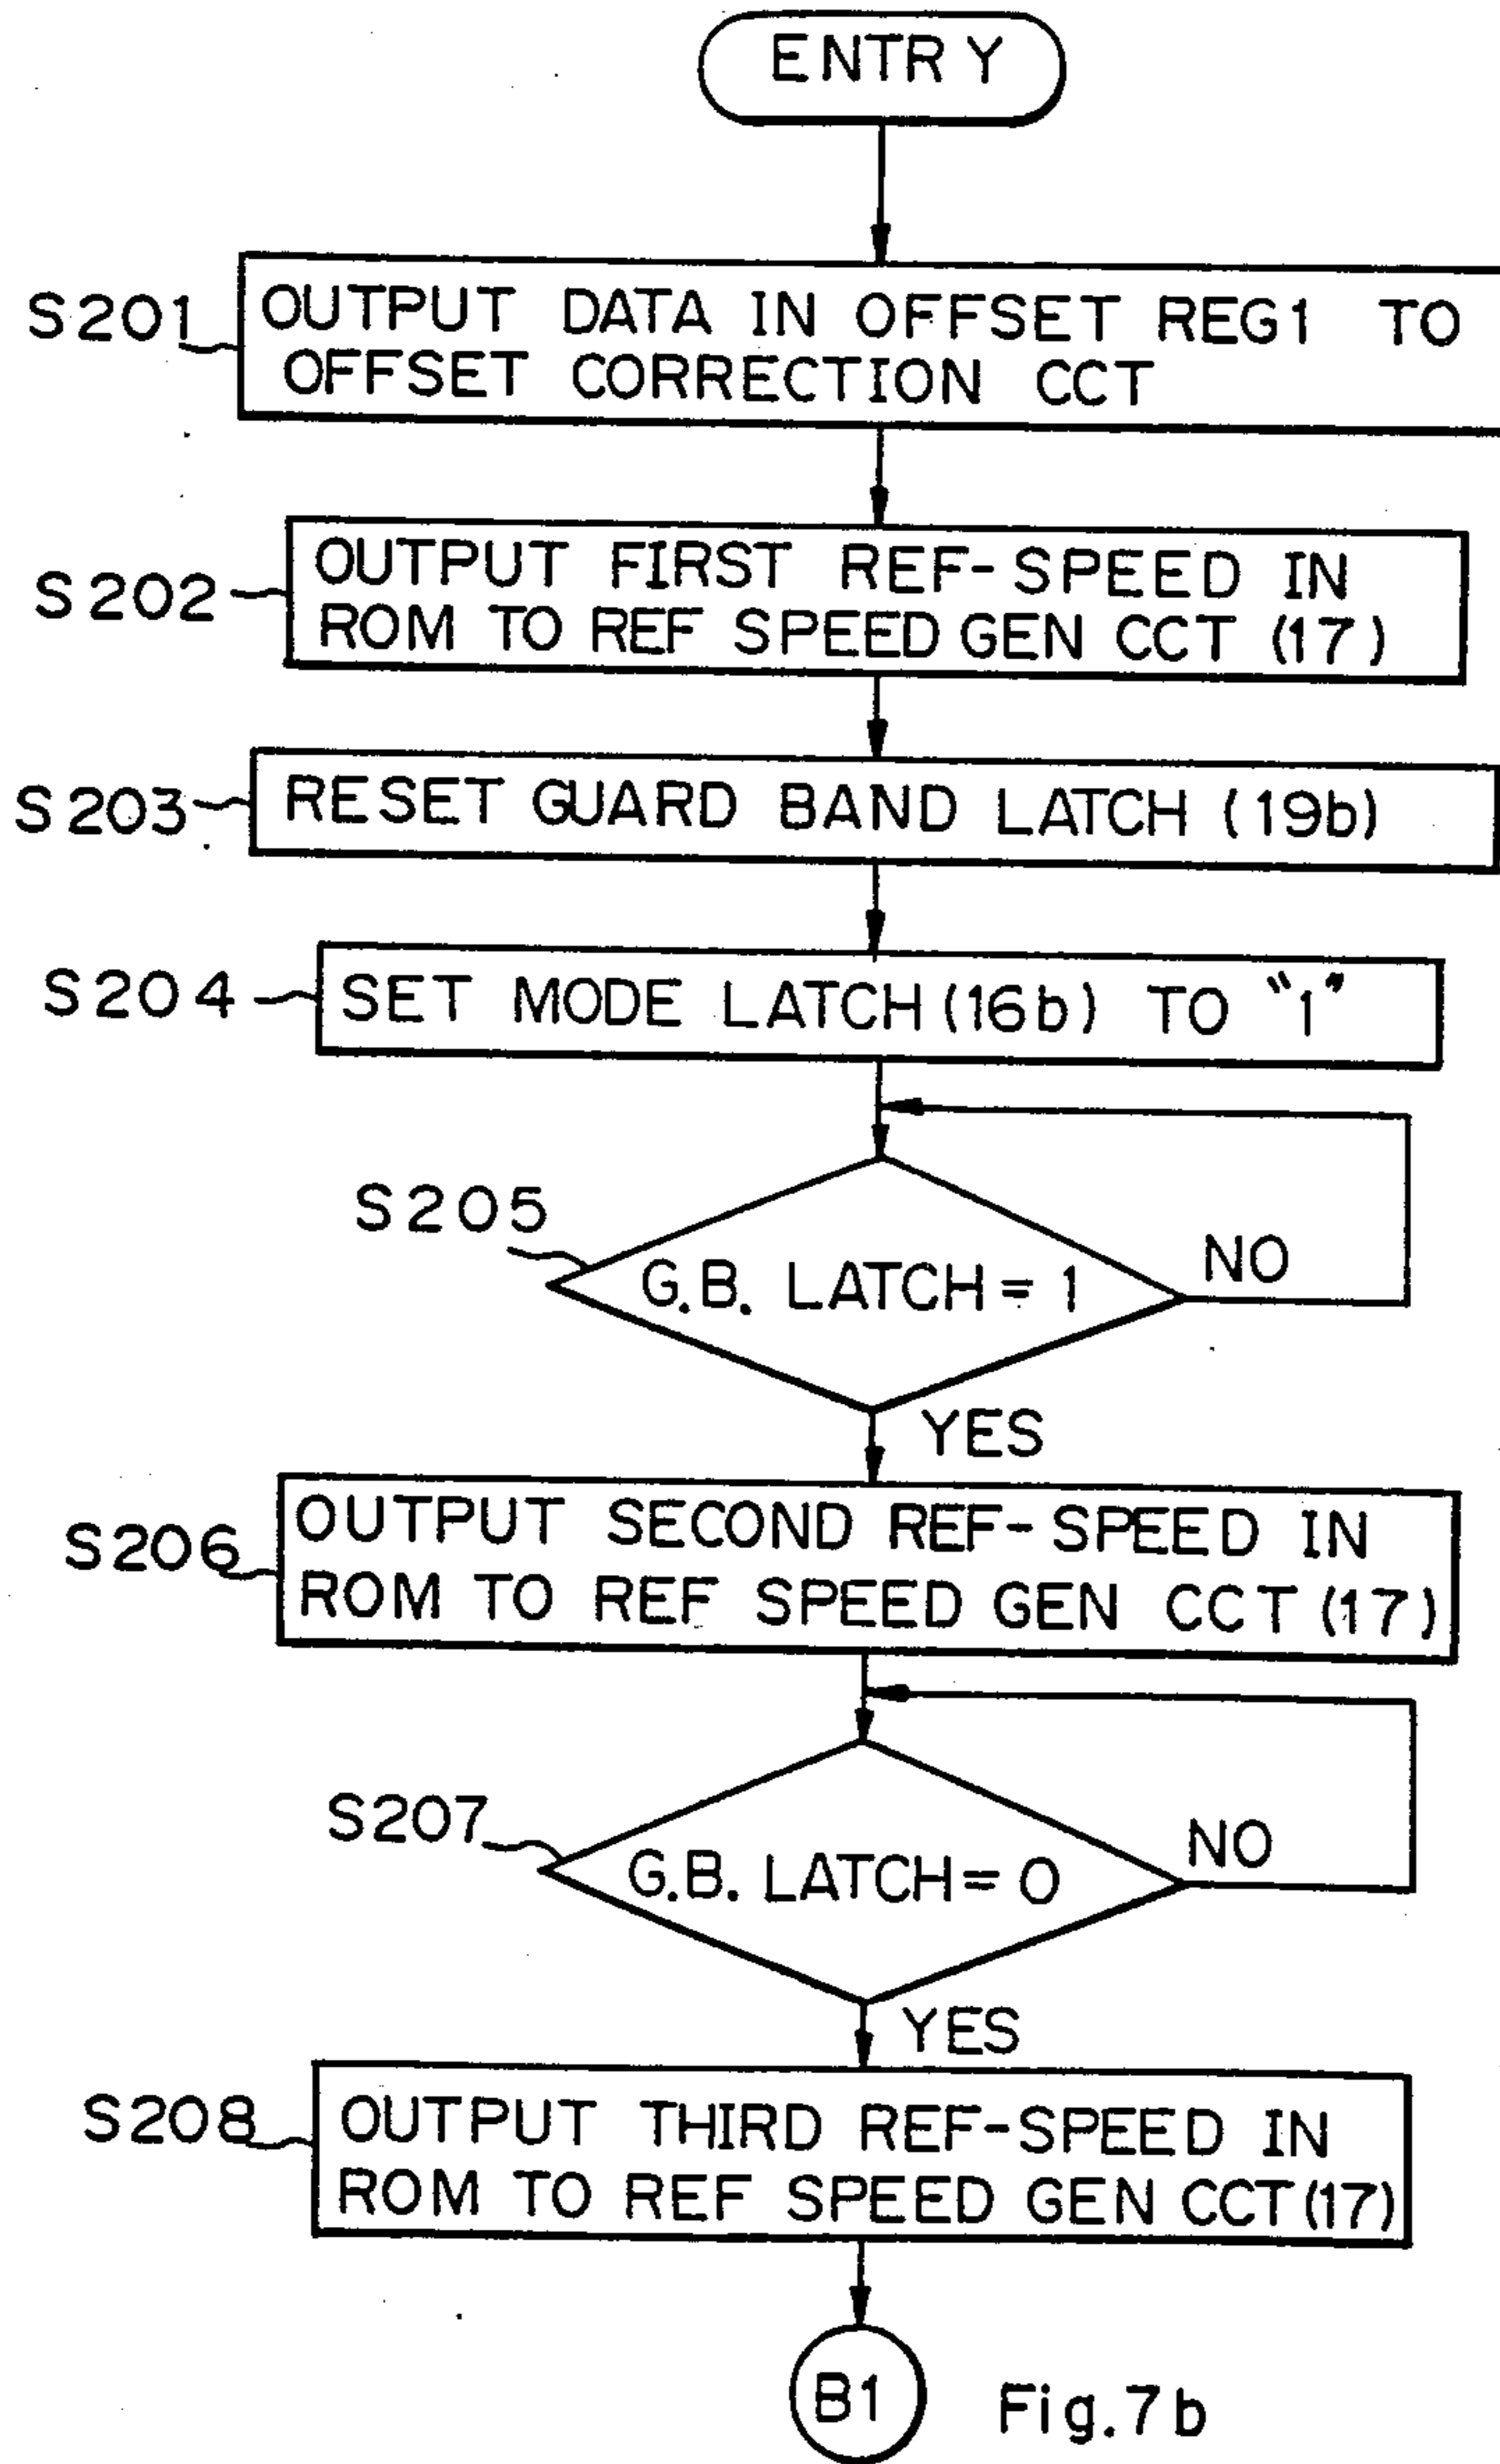 ENTRY
S201
OUTPUT DATA IN OFFSET REG1 TO
OFFSET CORRECTION CCT
S202
OUTPUT FIRST REF-SPEED IN
ROM TO REF SPEED GEN CCT (17)
S203
RESET GUARD BAND LATCH (19b)
S204
SET MODE LATCH (16b) TO "1"
S205
G.B. LATCH = 1
NO
YES
S206
OUTPUT SECOND REF-SPEED IN
ROM TO REF SPEED GEN CCT (17)
S207
G.B. LATCH = 0
NO
YES
S208
OUTPUT THIRD REF-SPEED IN
ROM TO REF SPEED GEN CCT (17)
B1
Fig.7b